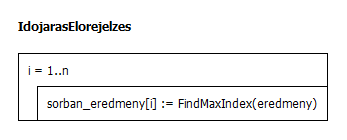 IdojarasElorejelzes
i = 1..n
sorban_eredmeny[i] := FindMaxIndex(eredmeny)